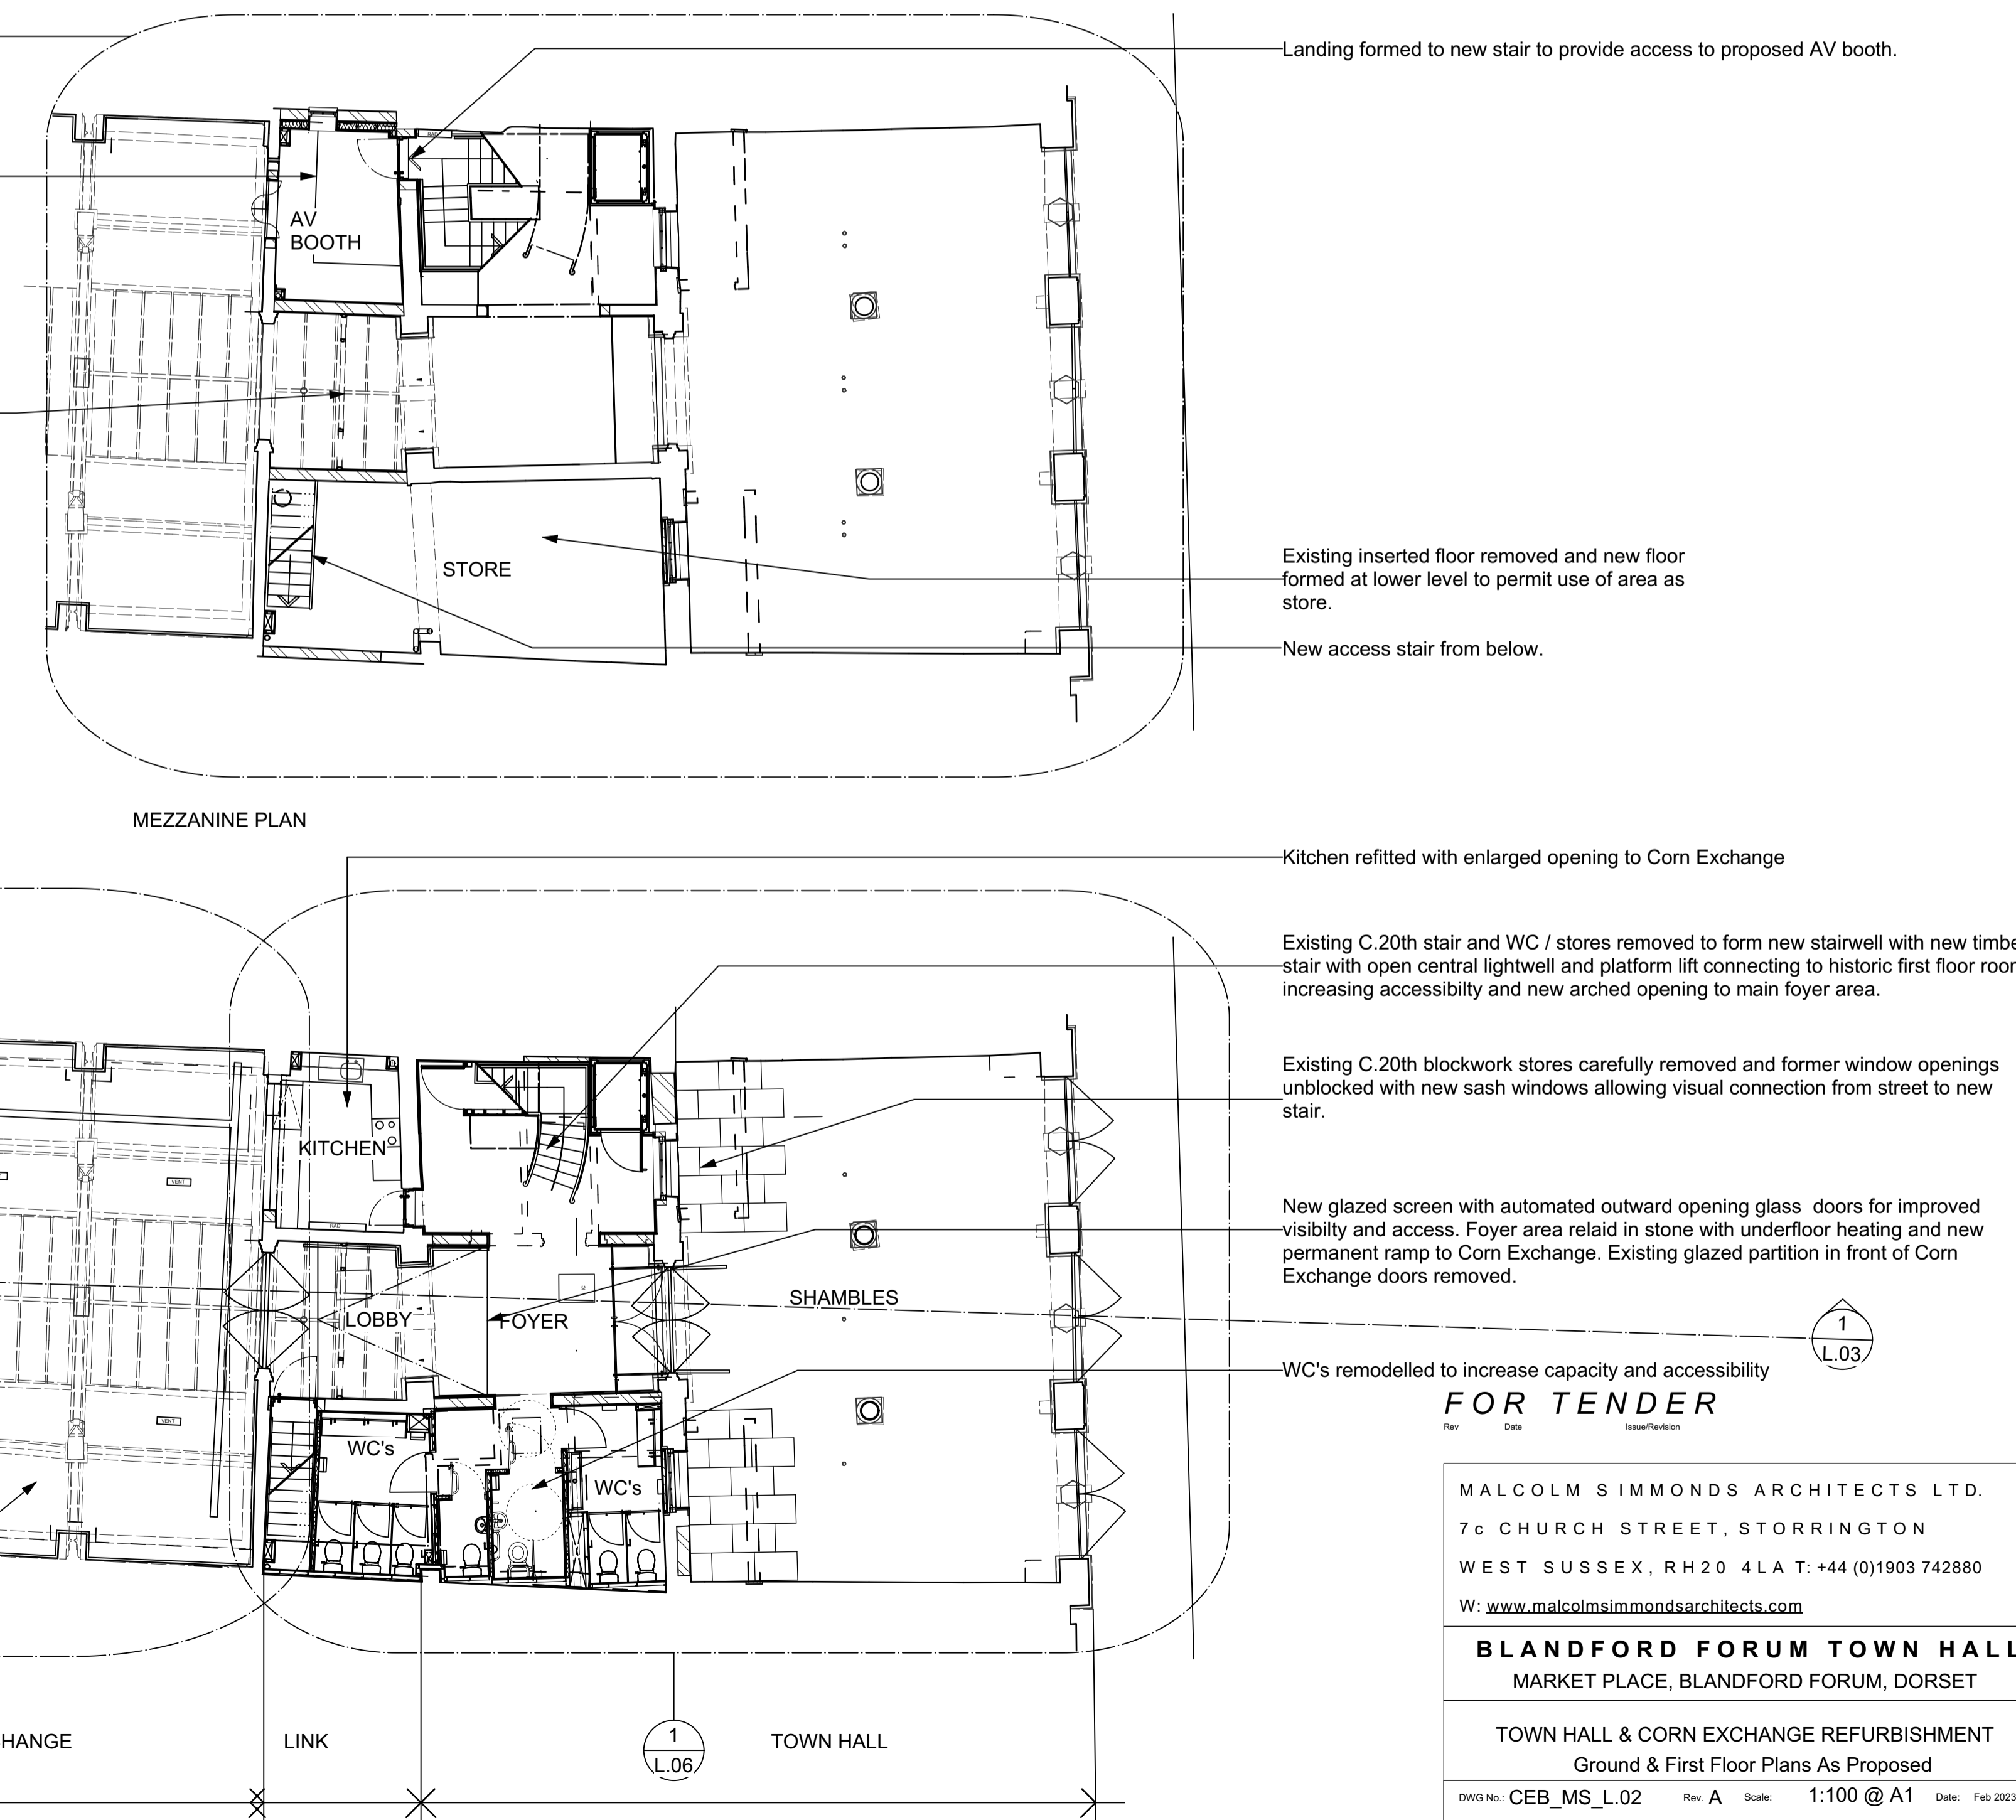 Landing formed to new stair to provide access to proposed AV booth.
RAD
AV
BOOTH
STORE
Existing inserted floor removed and new floor
formed at lower level to permit use of area as
store.
New access stair from below.
MEZZANINE PLAN
Kitchen refitted with enlarged opening to Corn Exchange
Existing C.20th stair and WC / stores removed to form new stairwell with new timbe
stair with open central lightwell and platform lift connecting to historic first floor roor
increasing accessibilty and new arched opening to main foyer area.
Existing C.20th blockwork stores carefully removed and former window openings
unblocked with new sash windows allowing visual connection from street to new
stair.
KITCHEN
VENT
RAD
New glazed screen with automated outward opening glass doors for improved
visibilty and access. Foyer area relaid in stone with underfloor heating and new
permanent ramp to Corn Exchange. Existing glazed partition in front of Corn
Exchange doors removed.
LOBBY
FOYER
SHAMBLES
1
L.03
WC's remodelled to increase capacity and accessibility
FOR TENDER
Rev Date Issue/Revision
VENT
WC's
WC's
MALCOLM SIMMONDS ARCHITECTS LTD.
7c CHURCH STREET, STORRINGTON
WEST SUSSEX, RH20 4LA T: +44 (0)1903 742880
W: www.malcolmsimmondsarchitects.com
BLANDFORD FORUM TOWN HALL
MARKET PLACE, BLANDFORD FORUM, DORSET
TOWN HALL & CORN EXCHANGE REFURBISHMENT
Ground & First Floor Plans As Proposed
DWG No.: CEB_MS_L.02 Rev. A Scale: 1:100 @ A1 Date: Feb 2023
HANGE
LINK
1
L.06
TOWN HALL